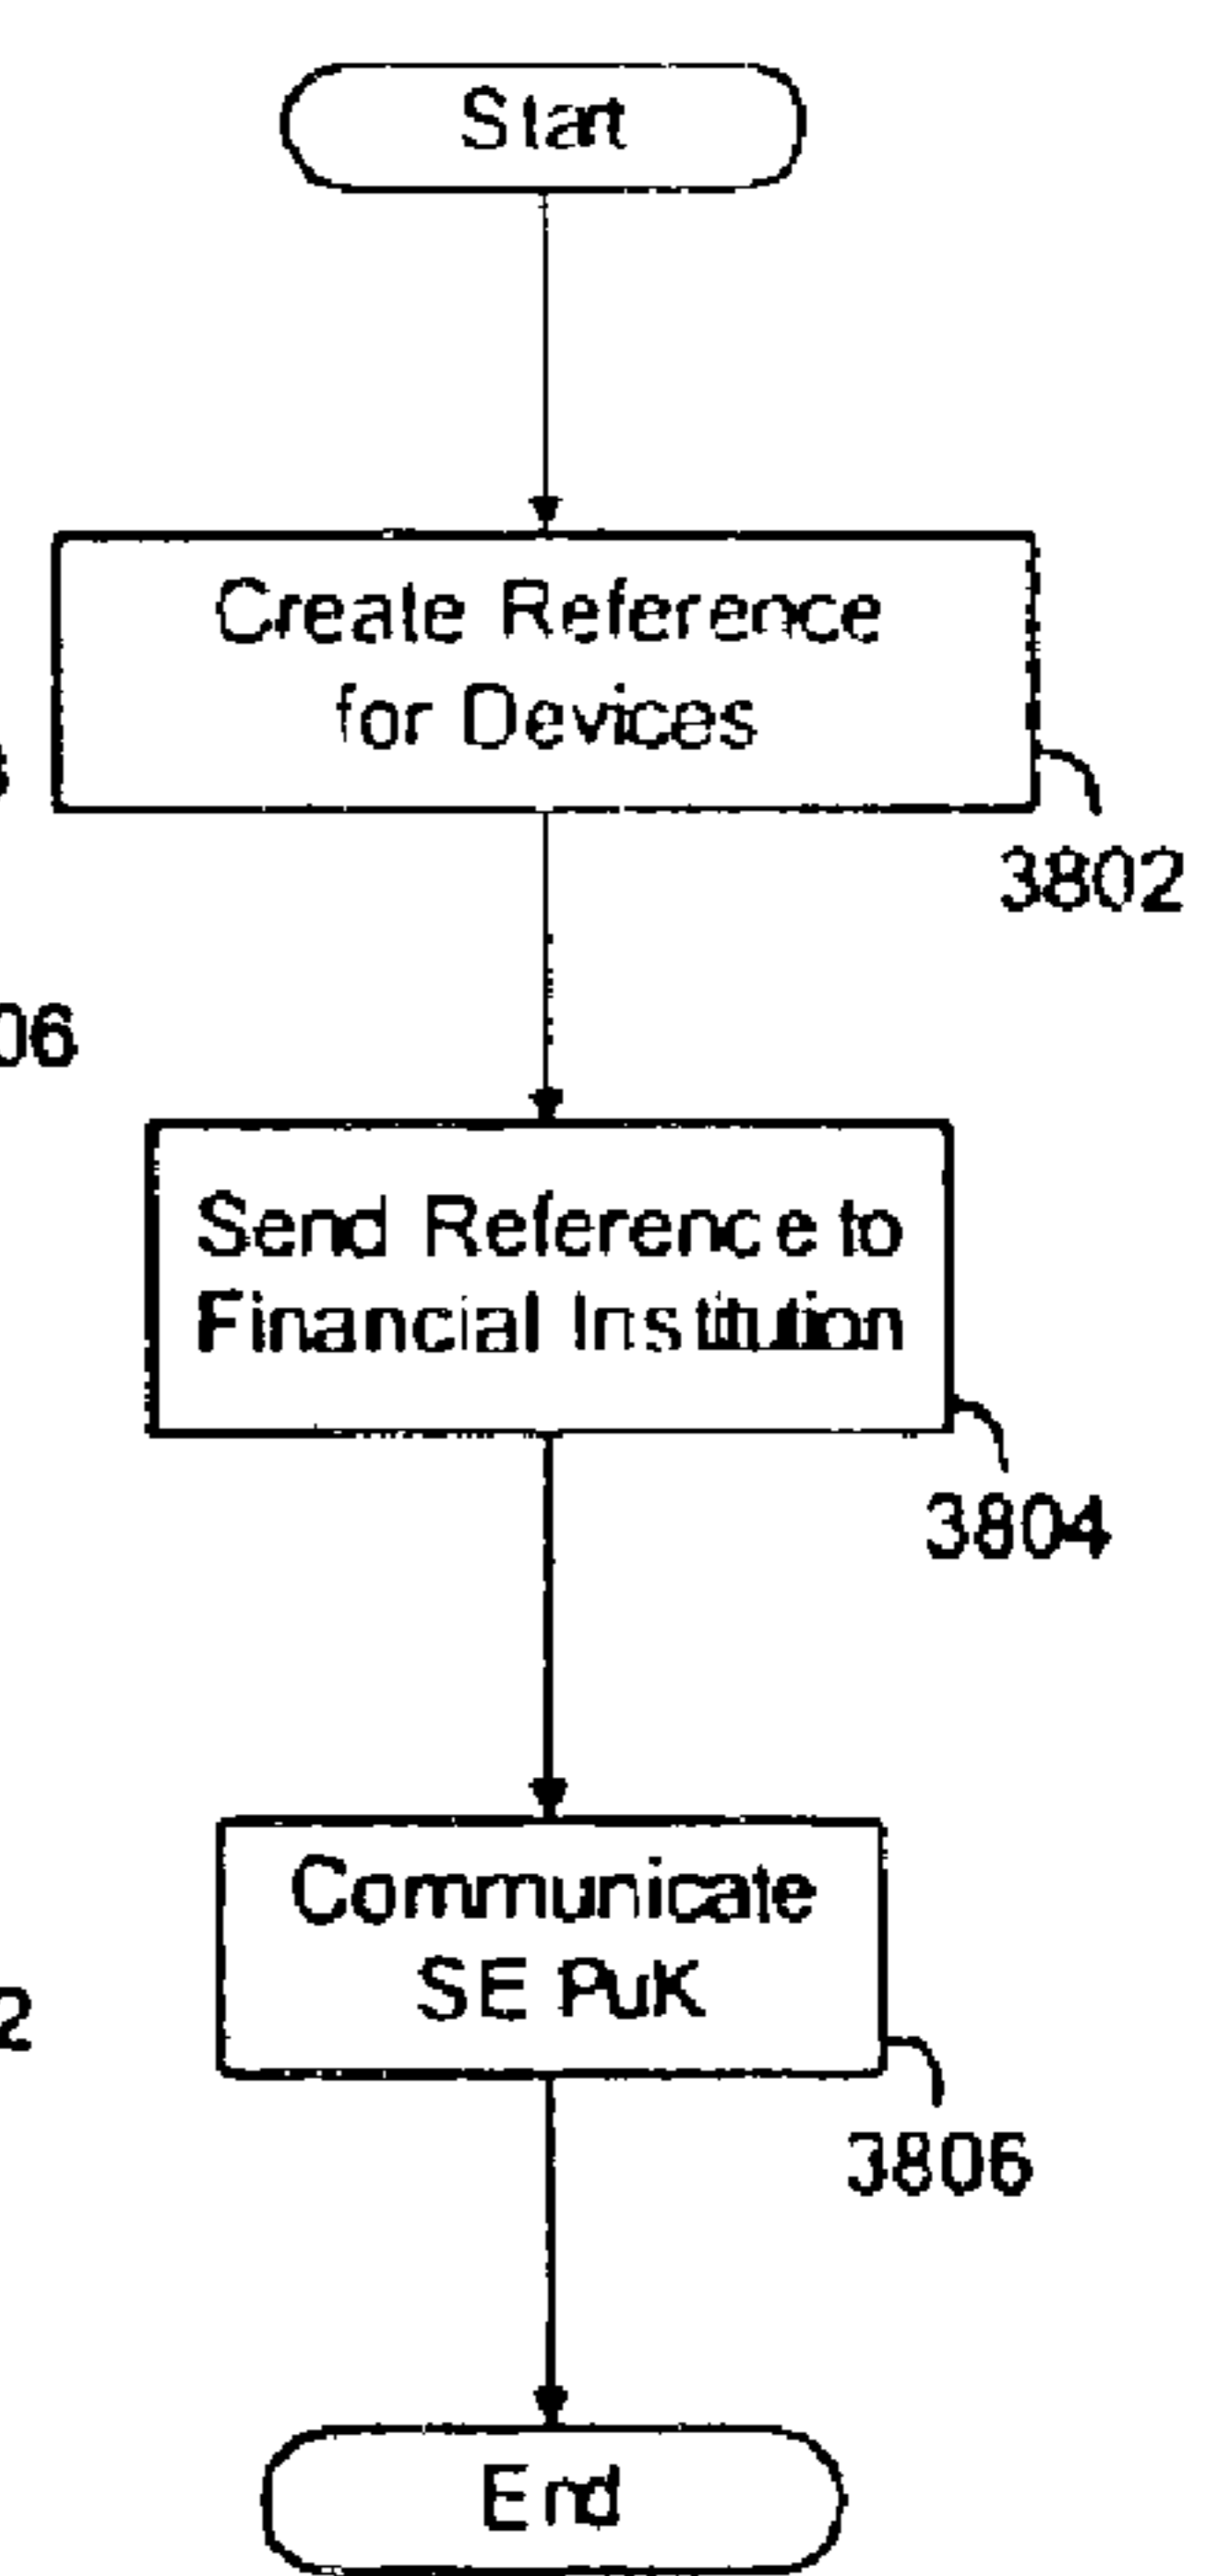 Start
Create Reference
for Devices
3802
06
Send Reference to
Financial Institution
3804
Communicate
SE PuK
2
3806
End